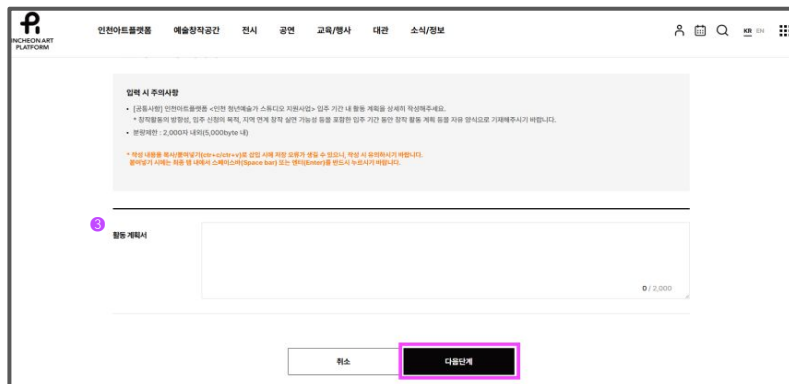 INCHEON ART
PLATFORM
인천아트플랫폼 예술창작공간 전시 공연 교육/행사 대관 소식/정보 KR EN
입력 시 주의사항
• [공통사항] 인천아트플랫폼 <인천 청년예술가 스튜디오 지원사업> 입주 기간 내 활동 계획을 상세히 작성해주세요.
* 창작활동의 방향성, 입주 신청의 목적, 지역 연계 창작 실현 가능성 등을 포함한 입주 기간 동안 창작 활동 계획 등을 자유 양식으로 기재해주시기 바랍니다.
• 분량제한 : 2,000자 내외(5,000byte 내)
* 작성 내용을 복사/붙여넣기(ctr+c/ctr+v)로 삽입 시에 저장 오류가 생길 수 있으니, 작성 시 유의하시기 바랍니다.
붙여넣기 시에는 최종 탭 내에서 스페이스바(Space bar) 또는 엔터(Enter)를 반드시 누르시기 바랍니다.
3
활동 계획서
0 / 2,000
취소 다음단계